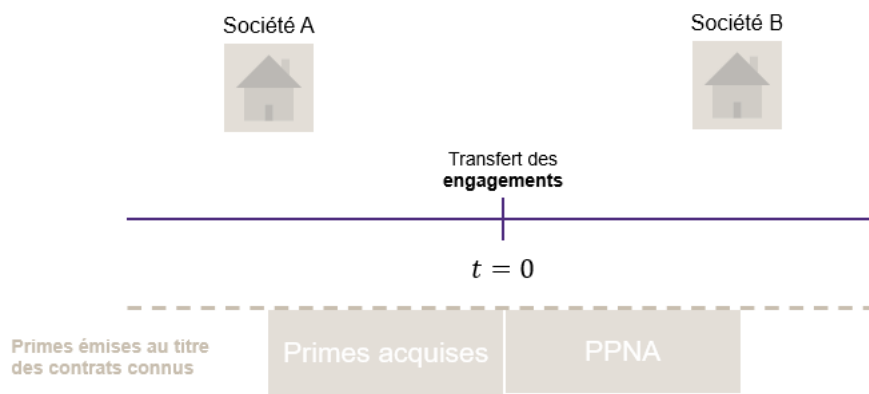 Société A
Société B
Transfert des
engagements
t = 0
Primes émises au titre
des contrats connus
Primes acquises
PPNA